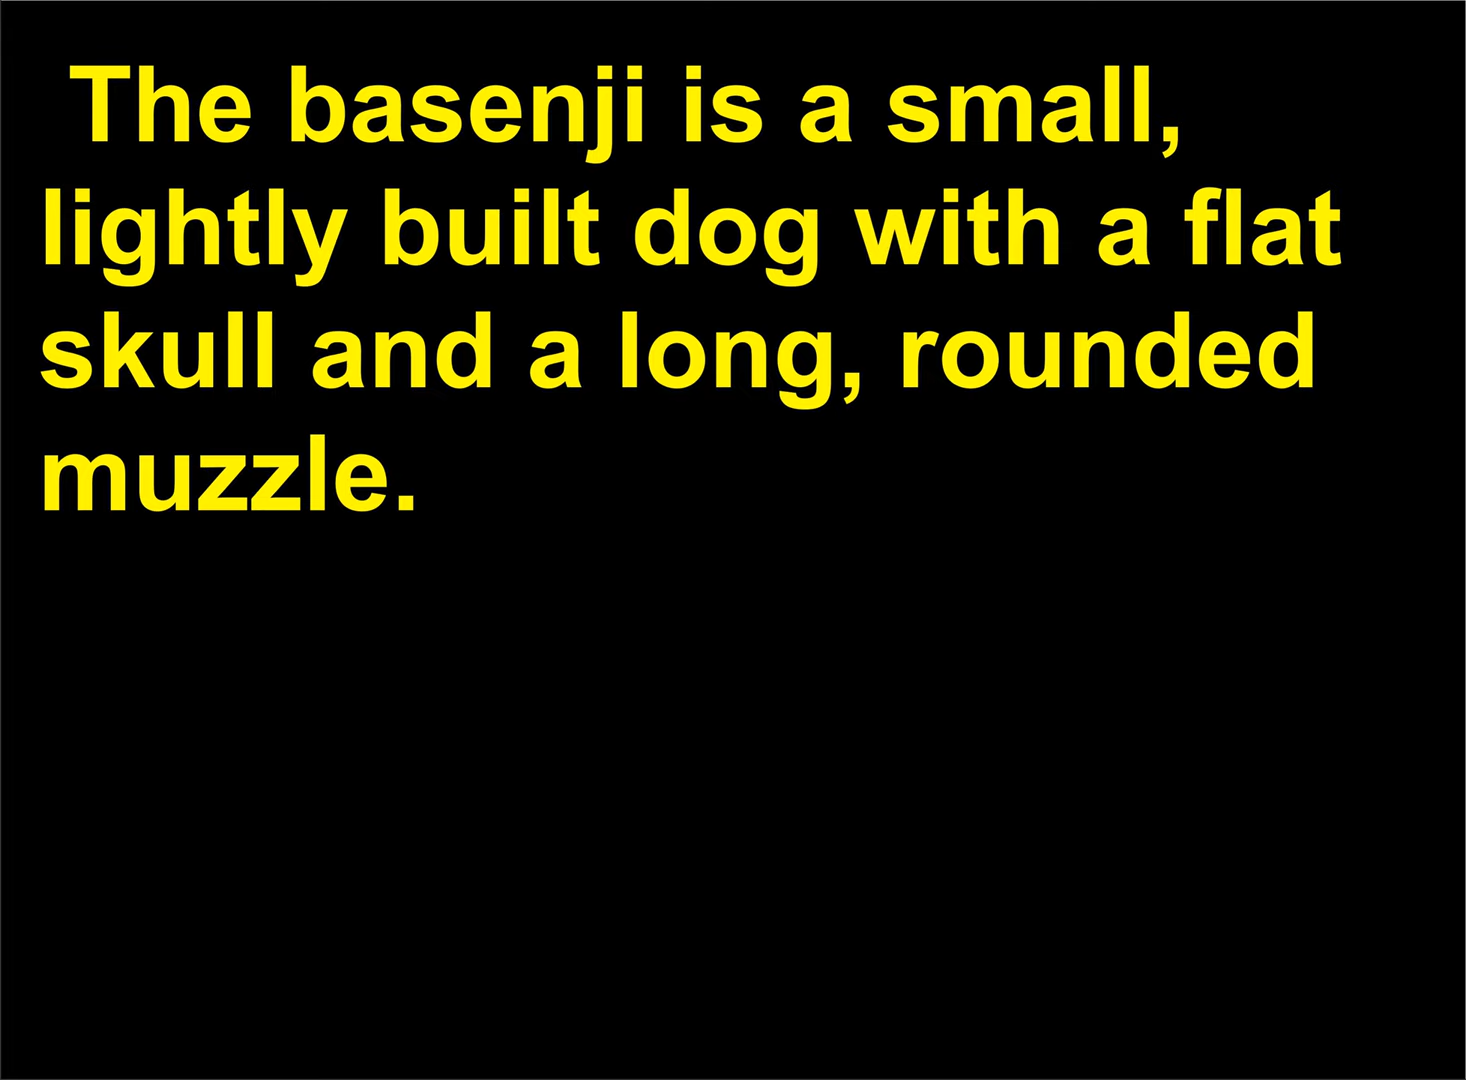 The basenji is a small,
lightly built dog with a flat
skull and a long, rounded
muzzle.